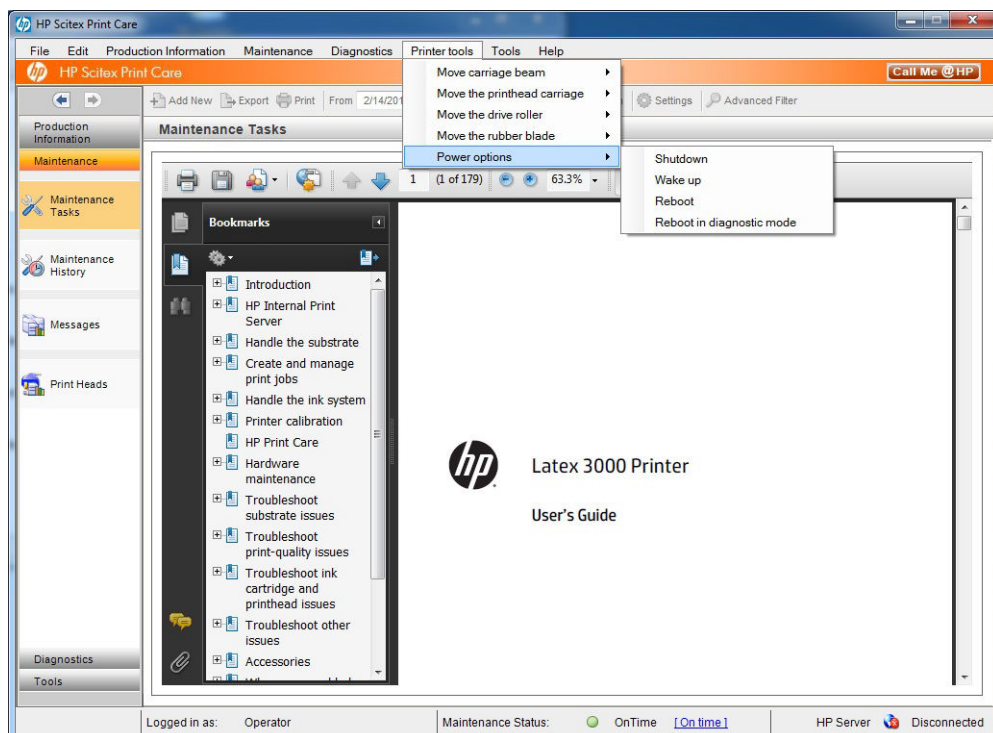 HP Scitex Print Care
File Edit Production Information Maintenance Diagnostics Printer tools Tools Help
hp HP Scitex Print Care
Call Me @ HP
Add New Export Print From 2/14/201
Settings Advanced Filter
Move carriage beam
Move the printhead carriage
Move the drive roller
Move the rubber blade
Power options
Shutdown
Wake up
Reboot
Reboot in diagnostic mode
Production
Information
Maintenance
Maintenance
Tasks
Maintenance
History
Messages
Print Heads
Diagnostics
Tools
Maintenance Tasks
1 (1 of 179) 63.3%
Bookmarks
Introduction
HP Internal Print
Server
Handle the substrate
Create and manage
print jobs
Handle the ink system
Printer calibration
HP Print Care
Hardware
maintenance
Troubleshoot
substrate issues
Troubleshoot
print-quality issues
Troubleshoot ink
cartridge and
printhead issues
Troubleshoot other
issues
Accessories
hp
Latex 3000 Printer
User's Guide
Logged in as: Operator
Maintenance Status: OnTime [ On time ]
HP Server Disconnected